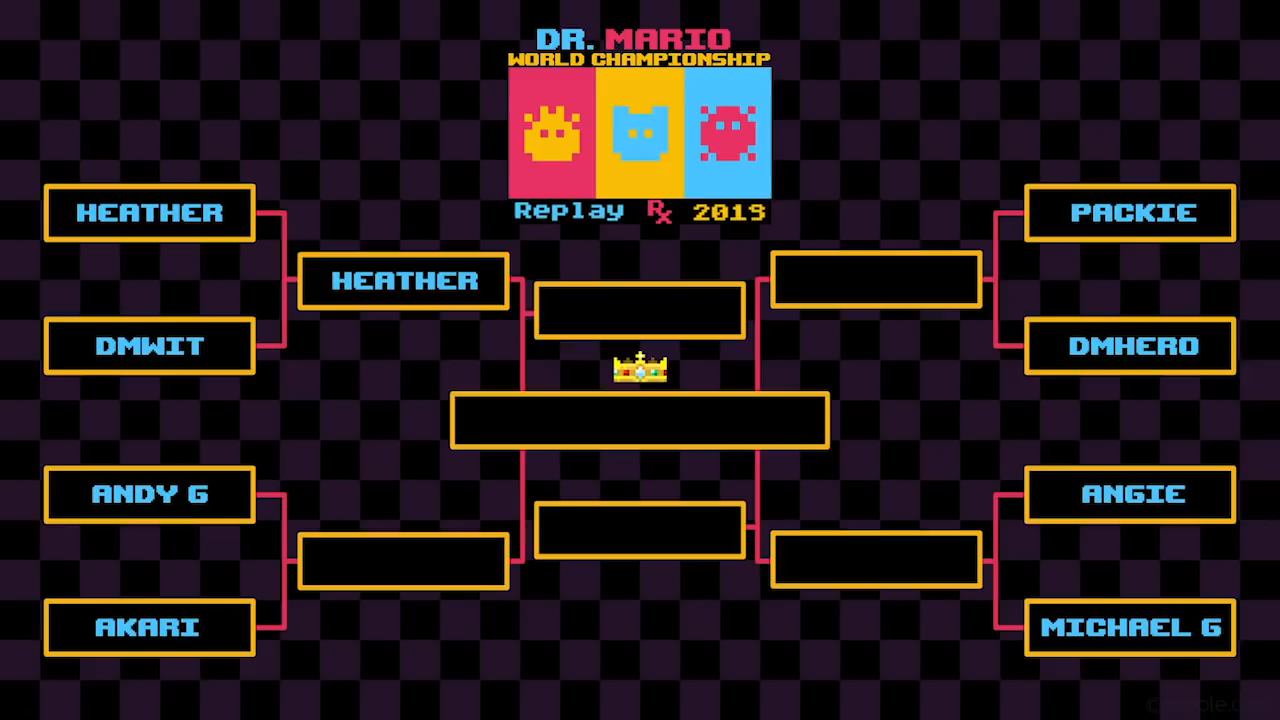 DR. MARIO
WORLD CHAMPIONSHIP
Replay Rx 2019
HEATHER
PACKIE
HEATHER
DMWIT
DMHERO
ANDY G
ANGIE
AKARI
MICHAEL G